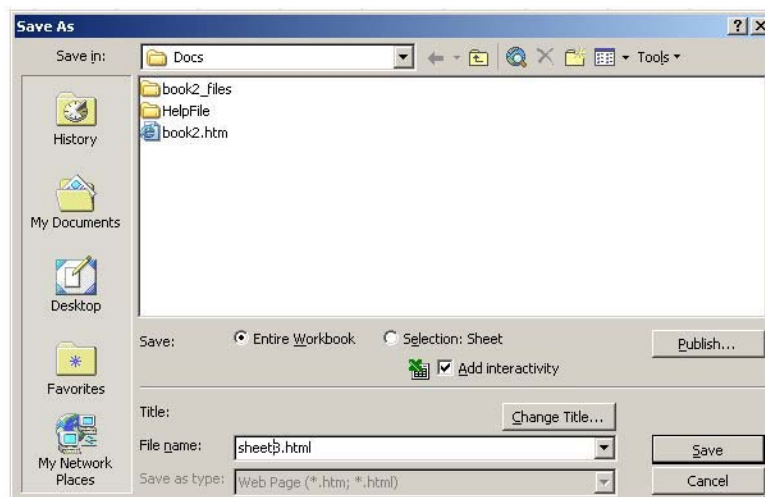 Save As
Save in:
Docs
Tools
History
My Documents
Desktop
Favorites
My Network
Places
book2_files
HelpFile
book2.htm
Save:
Entire Workbook
Selection: Sheet
Publish...
Add interactivity
Title:
Change Title...
File name:
sheet3.html
Save
Save as type:
Web Page (*.htm; *.html)
Cancel